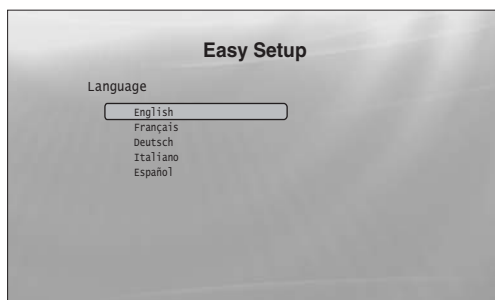 Easy Setup
Language
English
Français
Deutsch
Italiano
Español